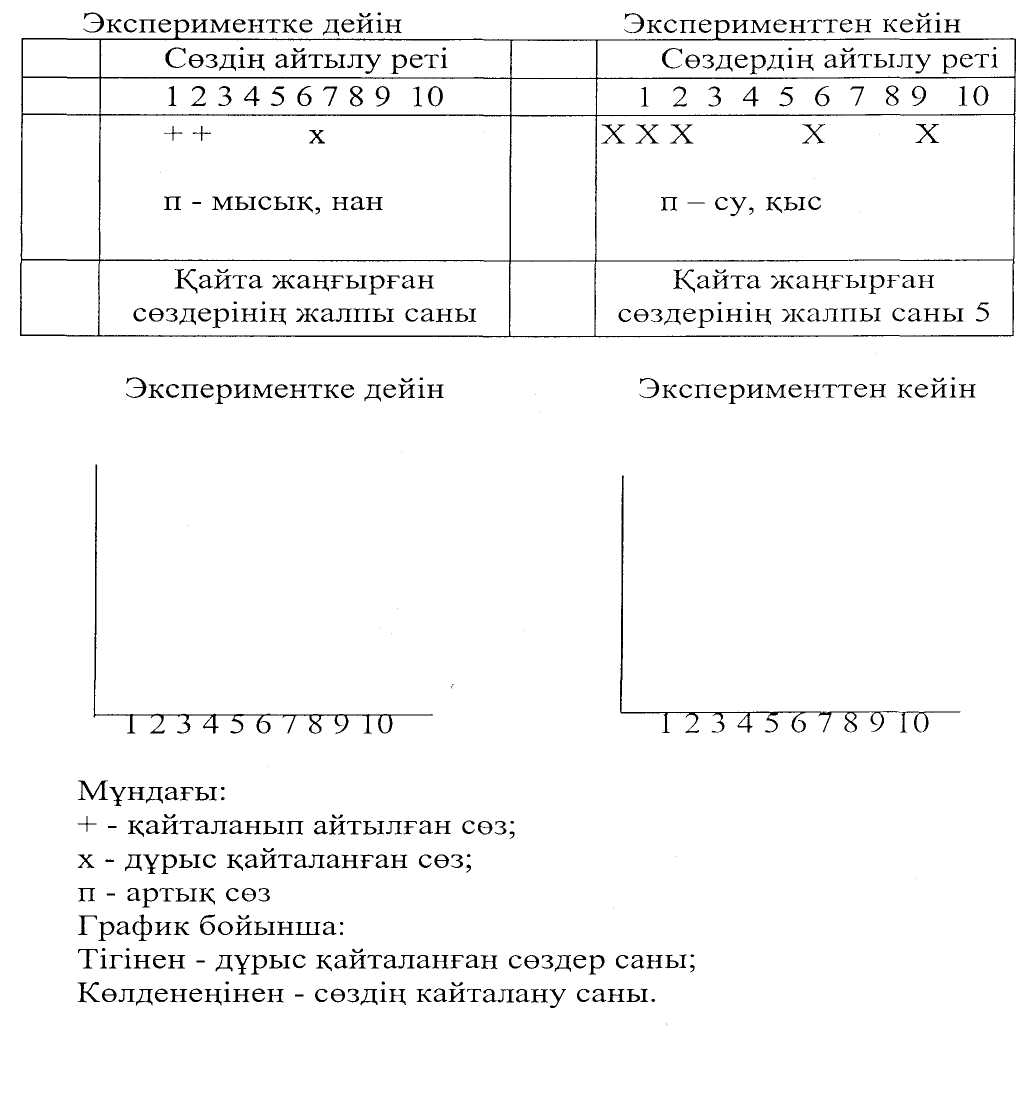 Экспериментке дейін Эксперименттен кейін
Сөздің айтылу реті Сөздердің айтылу реті
1 2 3 4 5 6 7 8 9 10 1 2 3 4 5 6 7 8 9 10
+ + х Х Х Х Х Х
п - мысық, нан п – су, қыс
Қайта жаңғырған Қайта жаңғырған
сөздерінің жалпы саны сөздерінің жалпы саны 5
Экспериментке дейін Эксперименттен кейін
1 2 3 4 5 6 7 8 9 10 1 2 3 4 5 6 7 8 9 10
Мұндағы:
+ - қайталанып айтылған сөз;
х - дұрыс қайталанған сөз;
п - артық сөз
График бойынша:
Тігінен - дұрыс қайталанған сөздер саны;
Көлденеңінен - сөздің кайталану саны.